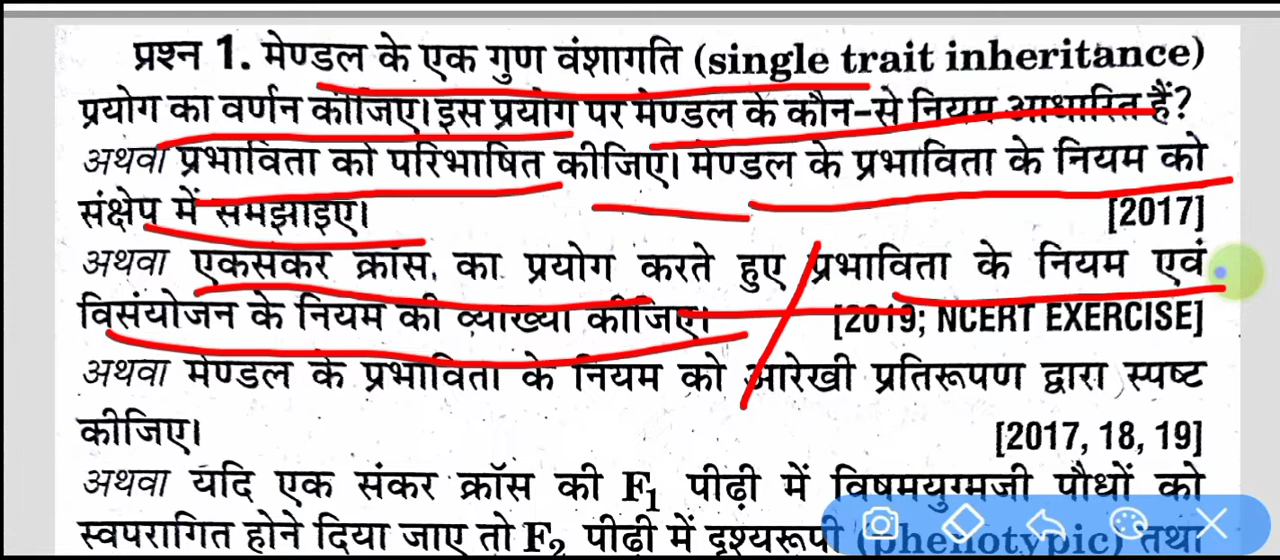 प्रश्न 1. मेण्डल के एक गुण वंशागति (single trait inheritance)
प्रयोग का वर्णन कीजिए। इस प्रयोग पर मेण्डल के कौन-से नियम आधारित हैं?
अथवा प्रभाविता को परिभाषित कीजिए। मेण्डल के प्रभाविता के नियम को
संक्षेप में समझाइए। [2017]
अथवा एकसंकर क्रॉस का प्रयोग करते हुए प्रभाविता के नियम एवं
विसंयोजन के नियम की व्याख्या कीजिए। [2019; NCERT EXERCISE]
अथवा मेण्डल के प्रभाविता के नियम को आरेखी प्रतिरूपण द्वारा स्पष्ट
कीजिए। [2017, 18, 19]
अथवा यदि एक संकर क्रॉस की F₁ पीढ़ी में विषमयुग्मजी पौधों को
स्वपरागित होने दिया जाए तो F₂ पीढ़ी में दृश्यरूपी (phenotypic) तथा